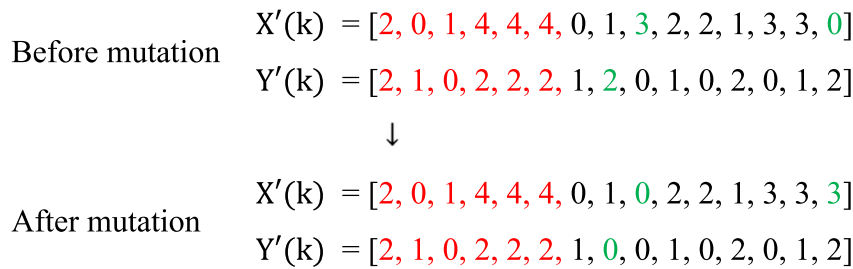 X′(k) = [2, 0, 1, 4, 4, 4, 0, 1, 3, 2, 2, 1, 3, 3, 0]
Before mutation
Y′(k) = [2, 1, 0, 2, 2, 2, 1, 2, 0, 1, 0, 2, 0, 1, 2]
↓
X′(k) = [2, 0, 1, 4, 4, 4, 0, 1, 0, 2, 2, 1, 3, 3, 3]
After mutation
Y′(k) = [2, 1, 0, 2, 2, 2, 1, 0, 0, 1, 0, 2, 0, 1, 2]